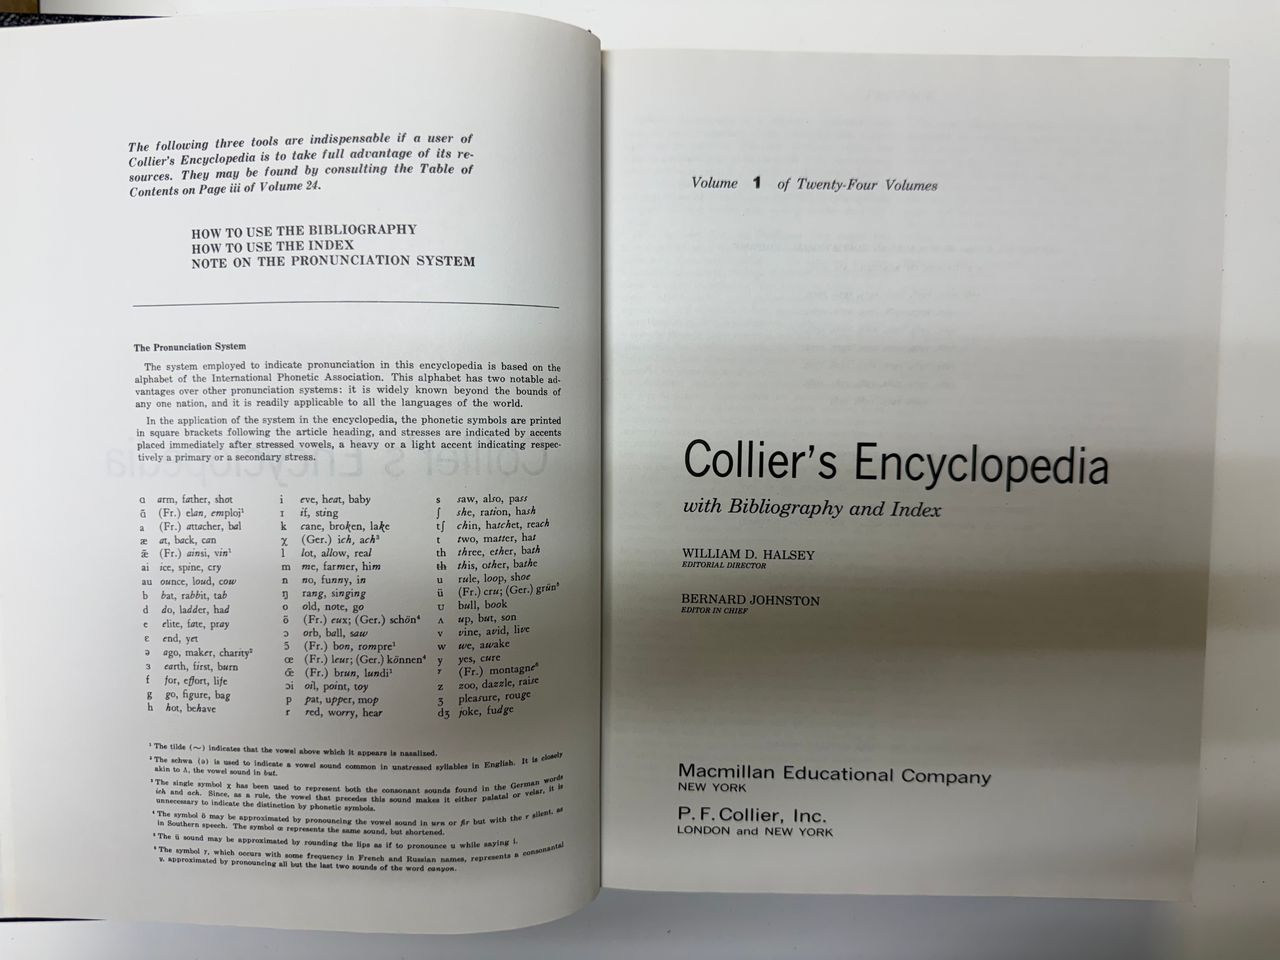 The following three tools are indispensable if a user of
Collier's Encyclopedia is to take full advantage of its re-
sources. They may be found by consulting the Table of
Contents on Page iii of Volume 24.
HOW TO USE THE BIBLIOGRAPHY
HOW TO USE THE INDEX
NOTE ON THE PRONUNCIATION SYSTEM
The Pronunciation System
The system employed to indicate pronunciation in this encyclopedia is based on the
alphabet of the International Phonetic Association. This alphabet has two notable ad-
vantages over other pronunciation systems: it is widely known beyond the bounds of
any one nation, and it is readily applicable to all the languages of the world.
In the application of the system in the encyclopedia, the phonetic symbols are printed
in square brackets following the article heading, and stresses are indicated by accents
placed immediately after stressed vowels, a heavy or a light accent indicating respec-
tively a primary or a secondary stress.
ɑ arm, father, shot
ɑ̃ (Fr.) elan, emploi¹
a (Fr.) attacher, bal
æ at, back, can
æ̃ (Fr.) ainsi, vin¹
ai ice, spine, cry
au ounce, loud, cow
b bat, rabbit, tab
d do, ladder, had
e elite, fate, pray
ɛ end, yet
ə ago, maker, charity²
ɜ earth, first, burn
f for, effort, life
g go, figure, bag
h hot, behave
i eve, heat, baby
ɪ if, sting
k cane, broken, lake
χ (Ger.) ich, ach³
l lot, allow, real
m me, farmer, him
n no, funny, in
ŋ rang, singing
o old, note, go
ö (Fr.) eux; (Ger.) schön⁴
ɔ orb, ball, saw
ɔ̃ (Fr.) bon, rompre¹
œ (Fr.) leur; (Ger.) können⁴
œ̃ (Fr.) brun, lundi¹
ɔi oil, point, toy
p pat, upper, mop
r red, worry, hear
s saw, also, pass
ʃ she, ration, hash
tʃ chin, hatchet, reach
t two, matter, hat
th three, ether, bath
th this, other, bathe
u rule, loop, shoe
ü (Fr.) cru; (Ger.) grün⁵
ʊ bull, book
ʌ up, but, son
v vine, avid, live
w we, awake
y yes, cure
ʸ (Fr.) montagne⁶
z zoo, dazzle, raise
ʒ pleasure, rouge
dʒ joke, fudge
¹ The tilde (~) indicates that the vowel above which it appears is nasalized.
² The schwa (ə) is used to indicate a vowel sound common in unstressed syllables in English. It is closely
akin to ʌ, the vowel sound in but.
³ The single symbol χ has been used to represent both the consonant sounds found in the German words
ich and ach. Since, as a rule, the vowel that precedes this sound makes it either palatal or velar, it is
unnecessary to indicate the distinction by phonetic symbols.
⁴ The symbol ö may be approximated by pronouncing the vowel sound in urn or fir but with the r silent, as
in Southern speech. The symbol œ represents the same sound, but shortened.
⁵ The ü sound may be approximated by rounding the lips as if to pronounce u while saying i.
⁶ The symbol ʸ, which occurs with some frequency in French and Russian names, represents a consonantal
y, approximated by pronouncing all but the last two sounds of the word canyon.
Volume 1 of Twenty-Four Volumes
Collier's Encyclopedia
with Bibliography and Index
WILLIAM D. HALSEY
EDITORIAL DIRECTOR
BERNARD JOHNSTON
EDITOR IN CHIEF
Macmillan Educational Company
NEW YORK
P. F. Collier, Inc.
LONDON and NEW YORK